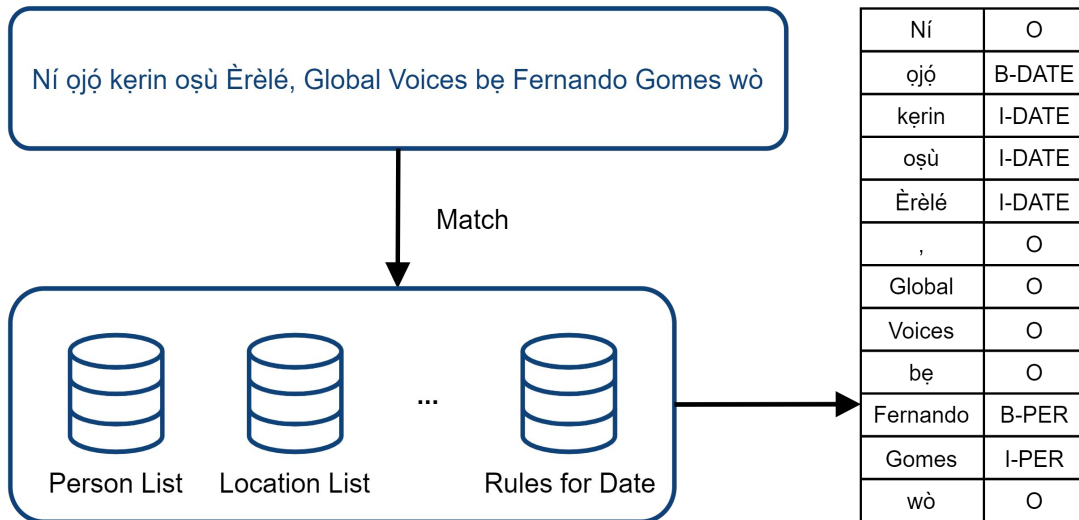 Ní ọjọ́ kẹrin oṣù Èrèlé, Global Voices bẹ Fernando Gomes wò
Match
...
Person List
Location List
Rules for Date
Ní O
ọjọ́ B-DATE
kẹrin I-DATE
oṣù I-DATE
Èrèlé I-DATE
, O
Global O
Voices O
bẹ O
Fernando B-PER
Gomes I-PER
wò O